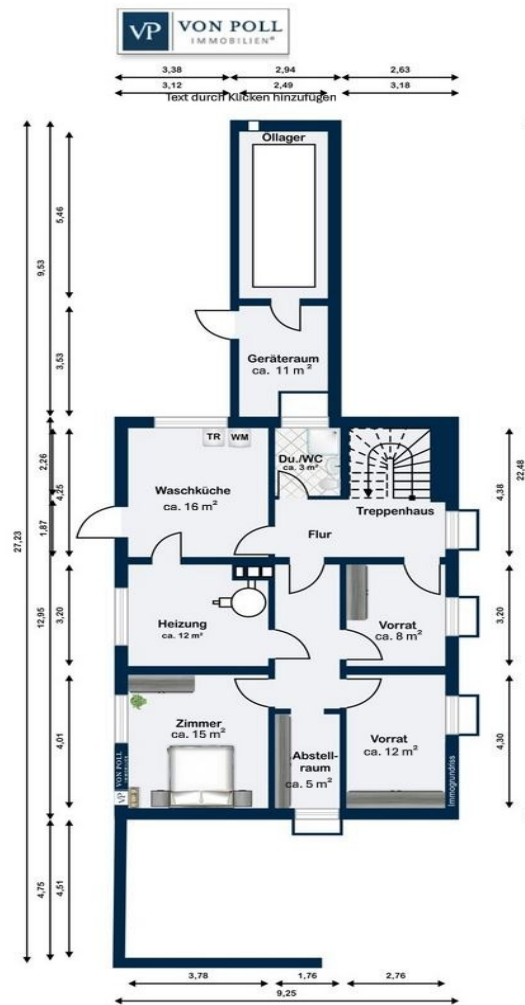 VP VON POLL
IMMOBILIEN®
3,38 2,94 2,63
3,12 2,49 3,18
Text durch Klicken hinzufügen
Öllager
5,46
9,53
3,53
Geräteraum
ca. 11 m²
TR WM
Du./WC
ca. 3 m²
2,26
4,25
1,87
4,38
22,48
Waschküche
ca. 16 m²
Treppenhaus
Flur
27,23
12,95
3,20
Heizung
ca. 12 m²
Vorrat
ca. 8 m²
3,20
4,01
Zimmer
ca. 15 m²
Abstell-
raum
ca. 5 m²
Vorrat
ca. 12 m²
4,30
VP VON POLL
Immogrundriss
4,75
4,51
3,78 1,76 2,76
9,25